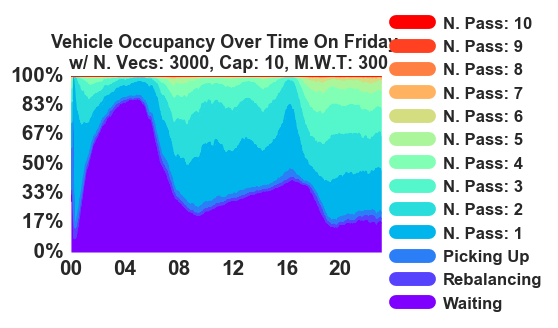 Vehicle Occupancy Over Time On Friday
w/ N. Vecs: 3000, Cap: 10, M.W.T: 300
100%
83%
67%
50%
33%
17%
0%
00 04 08 12 16 20
N. Pass: 10
N. Pass: 9
N. Pass: 8
N. Pass: 7
N. Pass: 6
N. Pass: 5
N. Pass: 4
N. Pass: 3
N. Pass: 2
N. Pass: 1
Picking Up
Rebalancing
Waiting